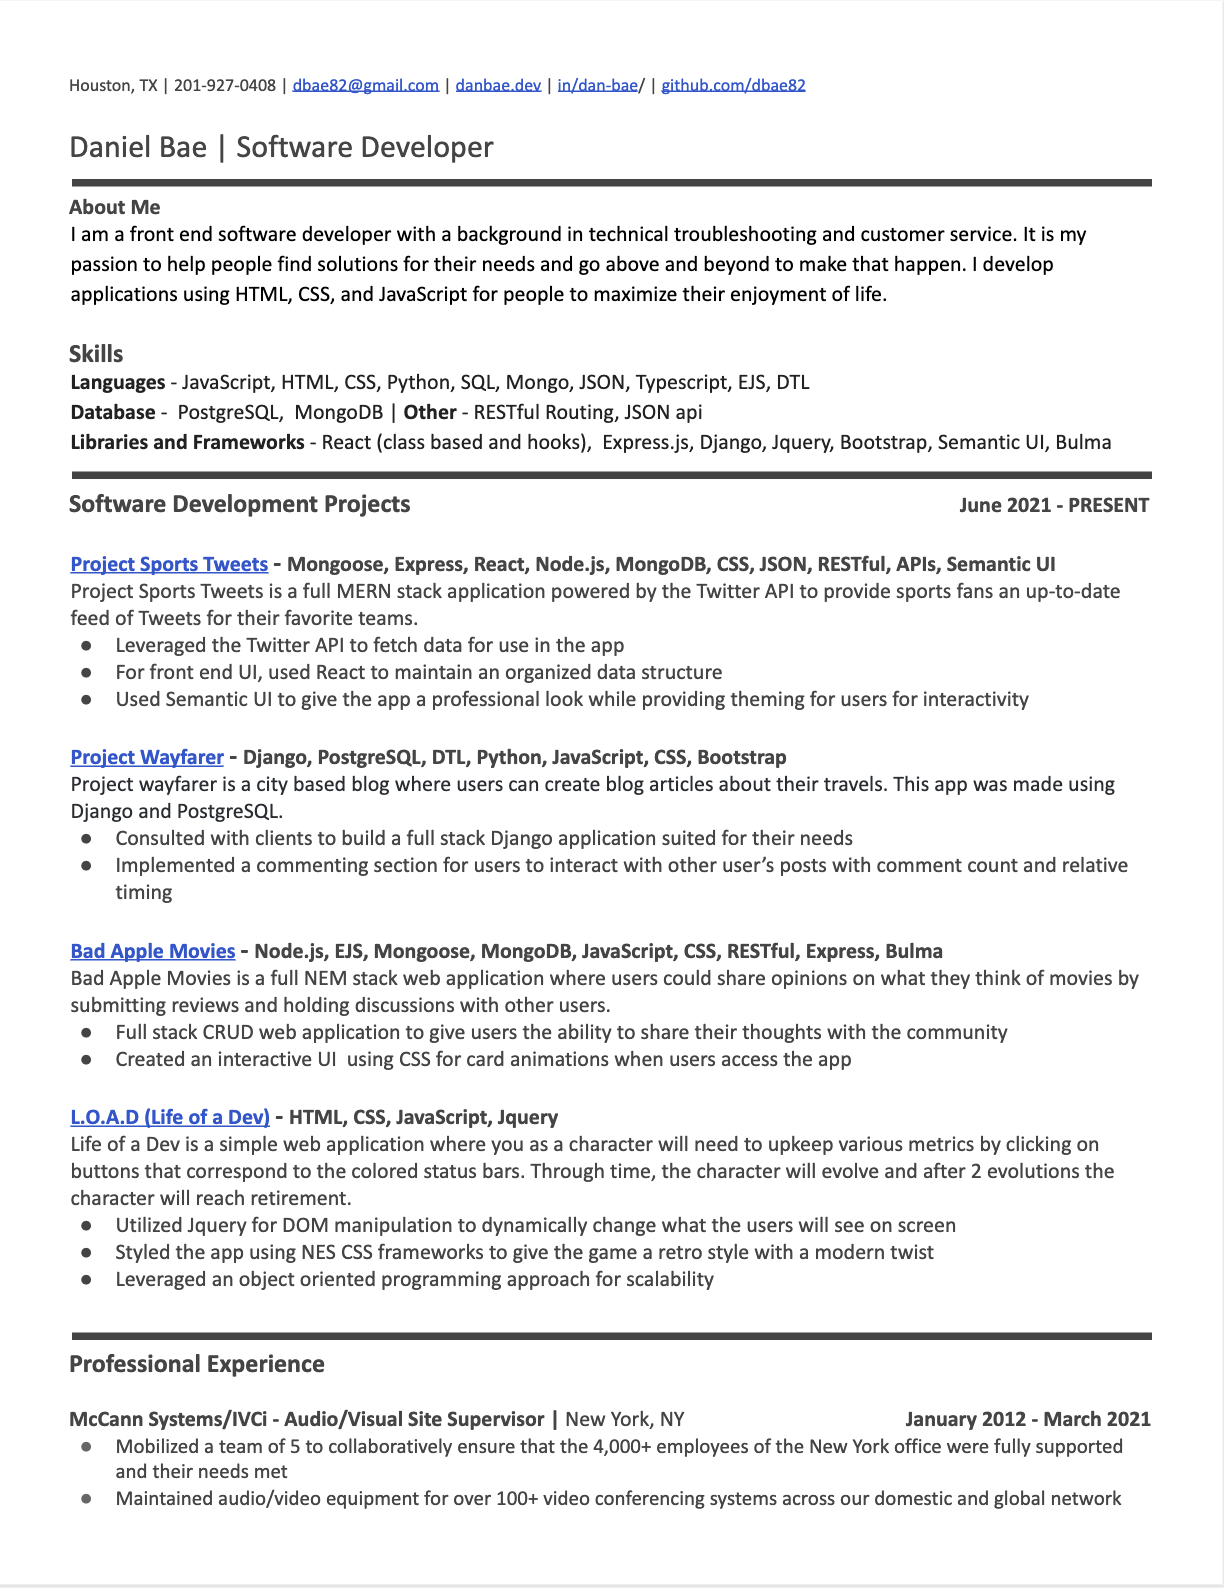 Houston, TX | 201-927-0408 | dbae82@gmail.com | danbae.dev | in/dan-bae/ | github.com/dbae82
Daniel Bae | Software Developer
About Me
I am a front end software developer with a background in technical troubleshooting and customer service. It is my
passion to help people find solutions for their needs and go above and beyond to make that happen. I develop
applications using HTML, CSS, and JavaScript for people to maximize their enjoyment of life.
Skills
Languages - JavaScript, HTML, CSS, Python, SQL, Mongo, JSON, Typescript, EJS, DTL
Database - PostgreSQL, MongoDB | Other - RESTful Routing, JSON api
Libraries and Frameworks - React (class based and hooks), Express.js, Django, Jquery, Bootstrap, Semantic UI, Bulma
Software Development Projects June 2021 - PRESENT
Project Sports Tweets - Mongoose, Express, React, Node.js, MongoDB, CSS, JSON, RESTful, APIs, Semantic UI
Project Sports Tweets is a full MERN stack application powered by the Twitter API to provide sports fans an up-to-date
feed of Tweets for their favorite teams.
● Leveraged the Twitter API to fetch data for use in the app
● For front end UI, used React to maintain an organized data structure
● Used Semantic UI to give the app a professional look while providing theming for users for interactivity
Project Wayfarer - Django, PostgreSQL, DTL, Python, JavaScript, CSS, Bootstrap
Project wayfarer is a city based blog where users can create blog articles about their travels. This app was made using
Django and PostgreSQL.
● Consulted with clients to build a full stack Django application suited for their needs
● Implemented a commenting section for users to interact with other user's posts with comment count and relative
timing
Bad Apple Movies - Node.js, EJS, Mongoose, MongoDB, JavaScript, CSS, RESTful, Express, Bulma
Bad Apple Movies is a full NEM stack web application where users could share opinions on what they think of movies by
submitting reviews and holding discussions with other users.
● Full stack CRUD web application to give users the ability to share their thoughts with the community
● Created an interactive UI using CSS for card animations when users access the app
L.O.A.D (Life of a Dev) - HTML, CSS, JavaScript, Jquery
Life of a Dev is a simple web application where you as a character will need to upkeep various metrics by clicking on
buttons that correspond to the colored status bars. Through time, the character will evolve and after 2 evolutions the
character will reach retirement.
● Utilized Jquery for DOM manipulation to dynamically change what the users will see on screen
● Styled the app using NES CSS frameworks to give the game a retro style with a modern twist
● Leveraged an object oriented programming approach for scalability
Professional Experience
McCann Systems/IVCi - Audio/Visual Site Supervisor | New York, NY January 2012 - March 2021
● Mobilized a team of 5 to collaboratively ensure that the 4,000+ employees of the New York office were fully supported
and their needs met
● Maintained audio/video equipment for over 100+ video conferencing systems across our domestic and global network